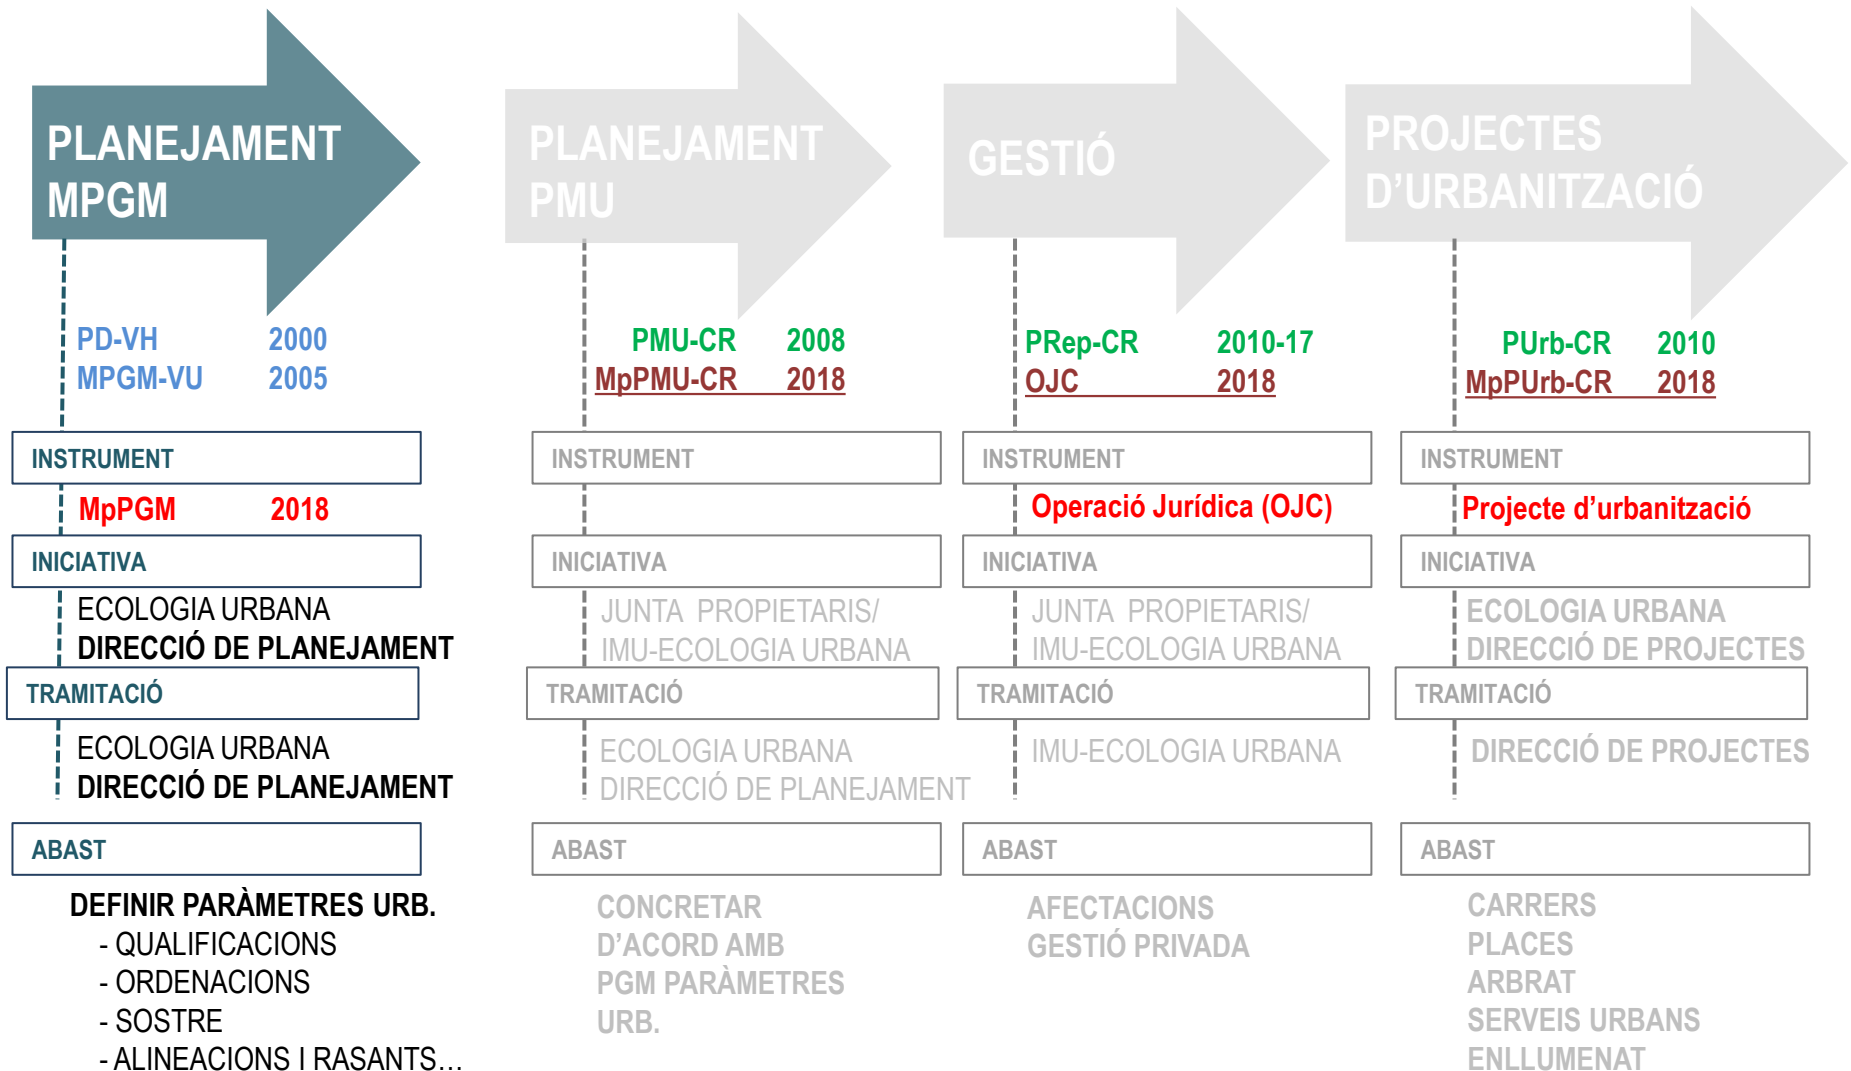 PLANEJAMENT
MPGM
PD-VH 2000
MPGM-VU 2005
INSTRUMENT
MpPGM 2018
INICIATIVA
ECOLOGIA URBANA
DIRECCIÓ DE PLANEJAMENT
TRAMITACIÓ
ECOLOGIA URBANA
DIRECCIÓ DE PLANEJAMENT
ABAST
DEFINIR PARÀMETRES URB.
- QUALIFICACIONS
- ORDENACIONS
- SOSTRE
- ALINEACIONS I RASANTS…
PLANEJAMENT
PMU
PMU-CR 2008
MpPMU-CR 2018
INSTRUMENT
INICIATIVA
JUNTA PROPIETARIS/
IMU-ECOLOGIA URBANA
TRAMITACIÓ
ECOLOGIA URBANA
DIRECCIÓ DE PLANEJAMENT
ABAST
CONCRETAR
D’ACORD AMB
PGM PARÀMETRES
URB.
GESTIÓ
PRep-CR 2010-17
OJC 2018
INSTRUMENT
Operació Jurídica (OJC)
INICIATIVA
JUNTA PROPIETARIS/
IMU-ECOLOGIA URBANA
TRAMITACIÓ
IMU-ECOLOGIA URBANA
ABAST
AFECTACIONS
GESTIÓ PRIVADA
PROJECTES
D’URBANITZACIÓ
PUrb-CR 2010
MpPUrb-CR 2018
INSTRUMENT
Projecte d’urbanització
INICIATIVA
ECOLOGIA URBANA
DIRECCIÓ DE PROJECTES
TRAMITACIÓ
DIRECCIÓ DE PROJECTES
ABAST
CARRERS
PLACES
ARBRAT
SERVEIS URBANS
ENLLUMENAT